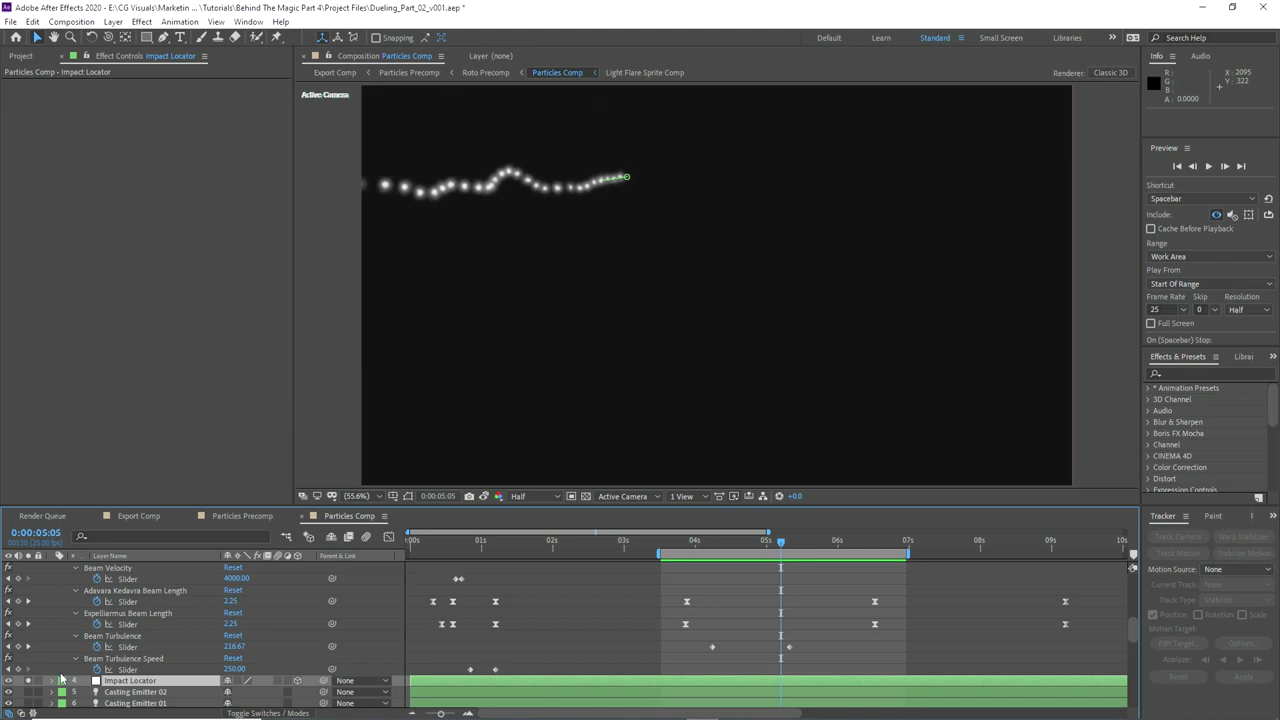 Adobe After Effects 2020 - E:\CG Visuals\Marketin ... \Tutorials\Behind The Magic Part 4\Project Files\Dueling_Part_02_v001.aep *
File Edit Composition Layer Effect Animation View Window Help
Snapping Default Learn Standard Small Screen Libraries Search Help
Project Effect Controls Impact Locator
Composition Particles Comp Layer (none)
Info Audio
Particles Comp • Impact Locator
Export Comp Particles Precomp Roto Precomp Particles Comp Light Flare Sprite Comp
Renderer: Classic 3D
Active Camera
R:
G:
B:
A: 0.0000
X: 2095
Y: 322
Preview
Shortcut
Spacebar
Include:
Cache Before Playback
Range
Work Area
Play From
Start Of Range
Frame Rate Skip Resolution
25 0 Half
Full Screen
On (Spacebar) Stop:
Effects & Presets Librai
* Animation Presets
3D Channel
Audio
Blur & Sharpen
Boris FX Mocha
Channel
CINEMA 4D
Color Correction
Distort
Expression Controls
(55.6%) 0:00:05:05 Half Active Camera 1 View +0.0
Render Queue Export Comp Particles Precomp Particles Comp
0:00:05:05
00130 (25.00 fps)
:00s 01s 02s 03s 04s 05s 06s 07s 08s 09s 10s
# Layer Name Parent & Link
Beam Velocity Reset
Slider 4000.00
Adavara Kedavra Beam Length Reset
Slider 2.25
Expelliarmus Beam Length Reset
Slider 2.25
Beam Turbulence Reset
Slider 216.67
Beam Turbulence Speed Reset
Slider 250.00
4 Impact Locator None
5 Casting Emitter 02 None
6 Casting Emitter 01 None
Toggle Switches / Modes
Tracker Paint
Track Camera Warp Stabilizer
Track Motion Stabilize Motion
Motion Source: None
Current Track: None
Track Type: Stabilize
Position Rotation Scale
Motion Target:
Edit Target... Options...
Analyze:
Reset Apply